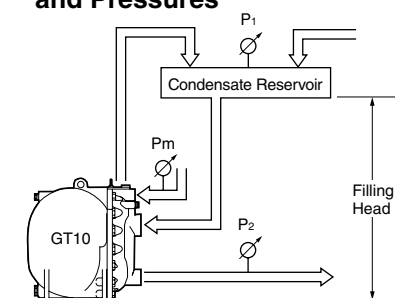 and Pressures
P1
Condensate Reservoir
Pm
Filling
Head
P2
GT10